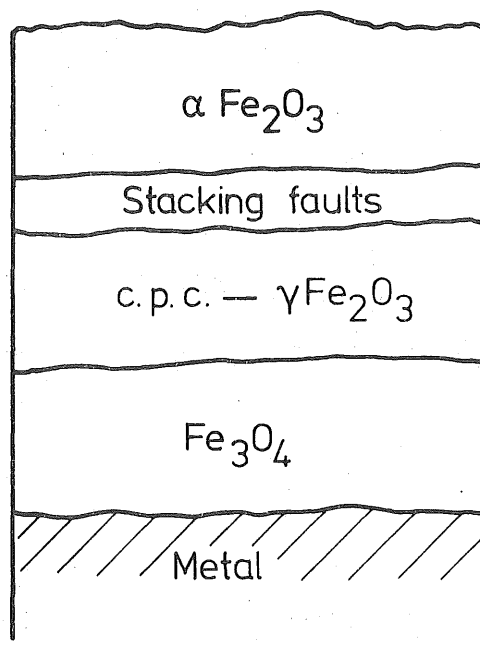 α Fe₂O₃
Stacking faults
c.p.c. — γFe₂O₃
Fe₃O₄
Metal